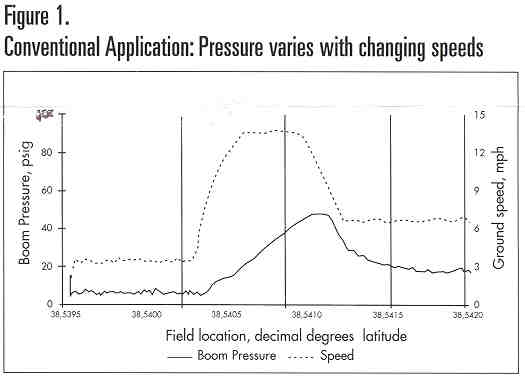 Figure 1.
Conventional Application: Pressure varies with changing speeds
Boom Pressure, psig
80
60
40
20
0
15
12
9
6
3
0
Ground speed, mph
38,5395
38,5400
38,5405
38,5410
38,5415
38,5420
Field location, decimal degrees latitude
Boom Pressure
Speed